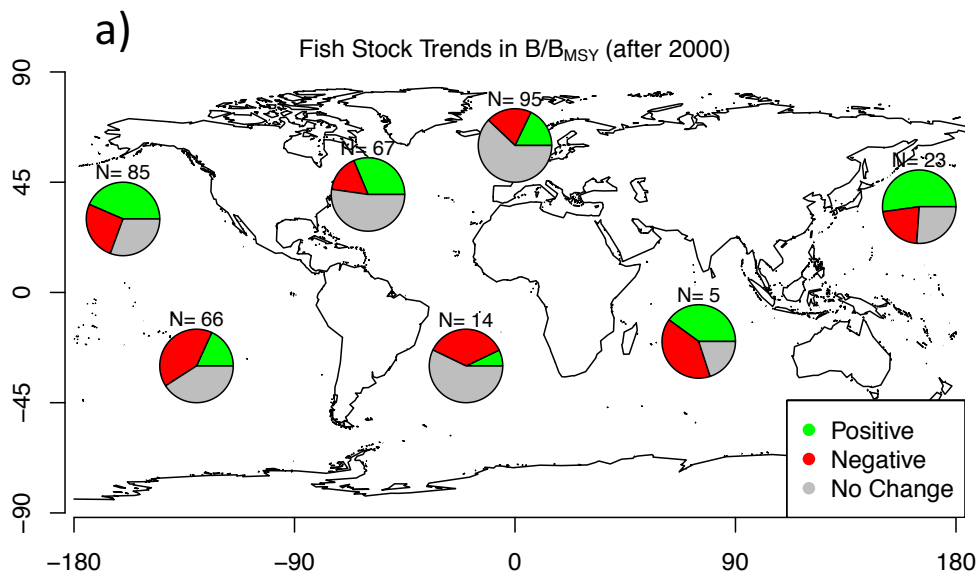 a)
Fish Stock Trends in B/BMSY (after 2000)
90
45
0
−45
−90
N= 95
N= 67
N= 85
N= 23
N= 5
N= 66
N= 14
Positive
Negative
No Change
−180
−90
0
90
180